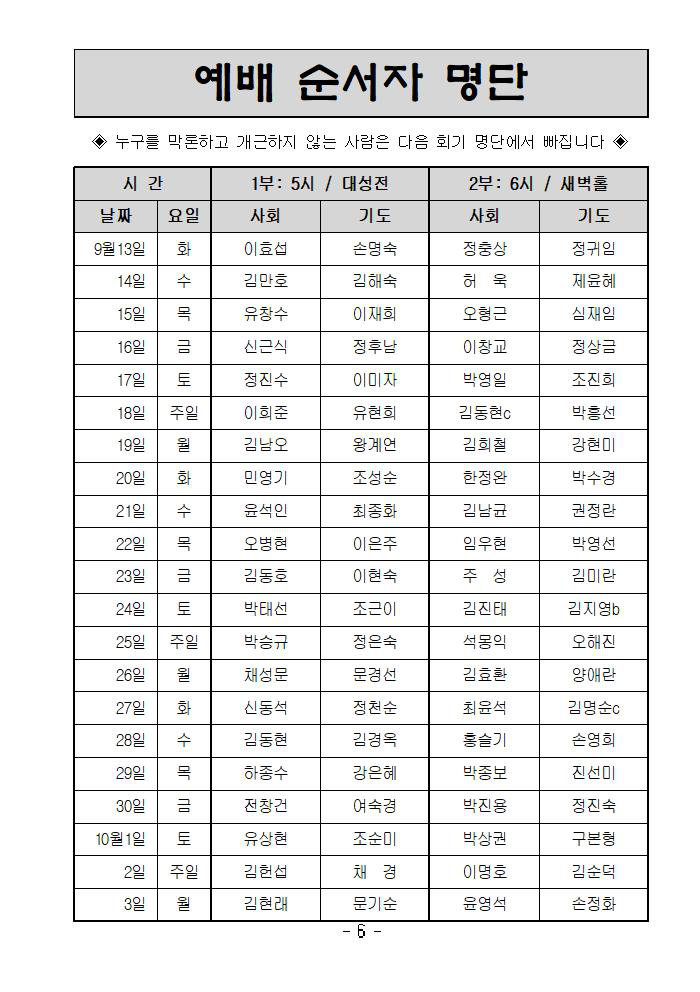 예배 순서자 명단
◈ 누구를 막론하고 개근하지 않는 사람은 다음 회기 명단에서 빠집니다 ◈
시 간 1부: 5시 / 대성전 2부: 6시 / 새벽홀
날짜 요일 사회 기도 사회 기도
9월13일 화 이효섭 손명숙 정충상 정귀임
14일 수 김만호 김해숙 허 욱 제윤혜
15일 목 유창수 이재희 오형근 심재임
16일 금 신근식 정후남 이창교 정상금
17일 토 정진수 이미자 박영일 조진희
18일 주일 이희준 유현희 김동현c 박흥선
19일 월 김남오 왕계연 김희철 강현미
20일 화 민영기 조성순 한정완 박수경
21일 수 윤석인 최종화 김남균 권정란
22일 목 오병현 이은주 임우현 박영선
23일 금 김동호 이현숙 주 성 김미란
24일 토 박태선 조근이 김진태 김지영b
25일 주일 박승규 정은숙 석몽익 오해진
26일 월 채성문 문경선 김효환 양애란
27일 화 신동석 정천순 최윤석 김명순c
28일 수 김동현 김경옥 홍슬기 손영희
29일 목 하종수 강은혜 박종보 진선미
30일 금 전창건 여숙경 박진용 정진숙
10월1일 토 유상현 조순미 박상권 구본형
2일 주일 김헌섭 채 경 이명호 김순덕
3일 월 김현래 문기순 윤영석 손정화
- 6 -